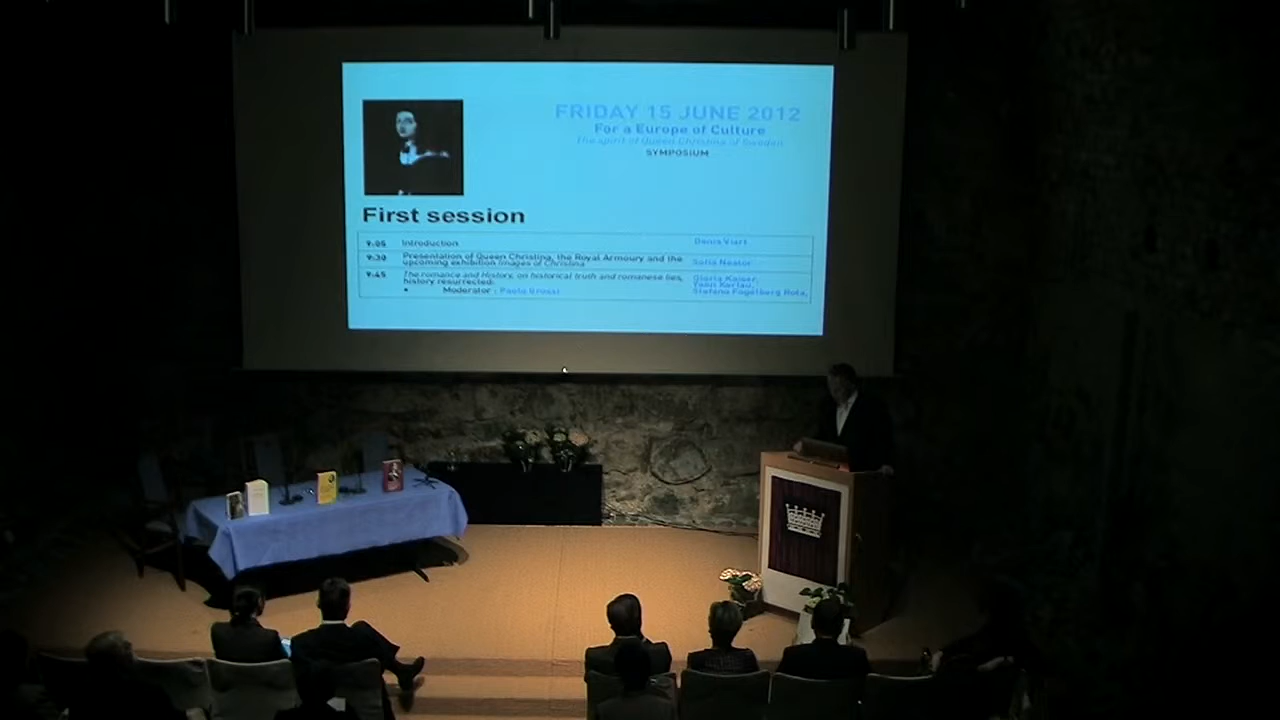 FRIDAY 15 JUNE 2012
For a Europe of Culture
The spirit of Queen Christina of Sweden
SYMPOSIUM
First session
9:05 Introduction Denis Viart
9:30 Presentation of Queen Christina, the Royal Armoury and the
upcoming exhibition Images of Christina Sofia Nestor
9:45 The romance and History, on historical truth and romanese lies,
history resurrected:
Gloria Kaiser,
Yann Kerlau,
Stefano Fogelberg Rota,
• Moderator : Paolo Grossi